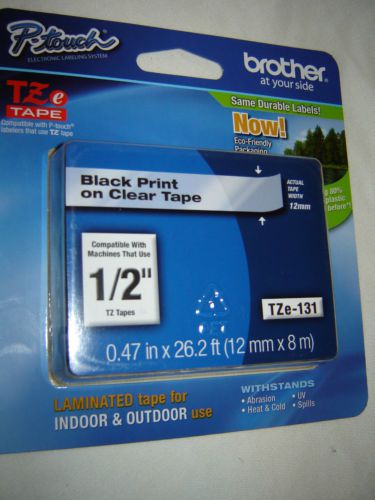 P-touch
ELECTRONIC LABELING SYSTEM
brother
at your side
TZe
TAPE
Compatible with P-touch®
labelers that use TZ tape
Same Durable Labels!
Now!
Eco-Friendly
Packaging
80%
plastic
before*
Black Print
on Clear Tape
ACTUAL
TAPE
WIDTH
12mm
Compatible With
Machines That Use
1/2"
TZ Tapes
TZe-131
0.47 in x 26.2 ft (12 mm x 8 m)
LAMINATED tape for
INDOOR & OUTDOOR use
WITHSTANDS
• Abrasion • UV
• Heat & Cold • Spills